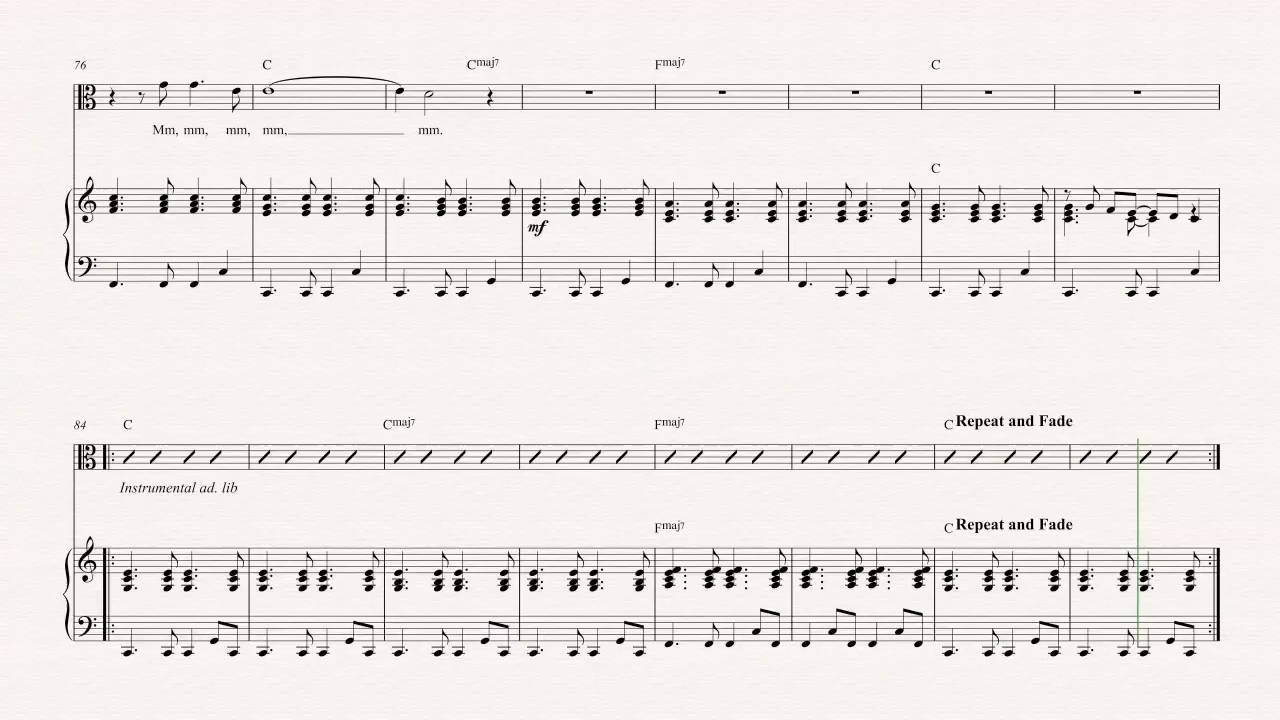 76 C Cmaj7 Fmaj7 C
Mm, mm, mm, mm, mm.
C
mf
84 C Cmaj7 Fmaj7 C Repeat and Fade
Instrumental ad. lib
Fmaj7 C Repeat and Fade